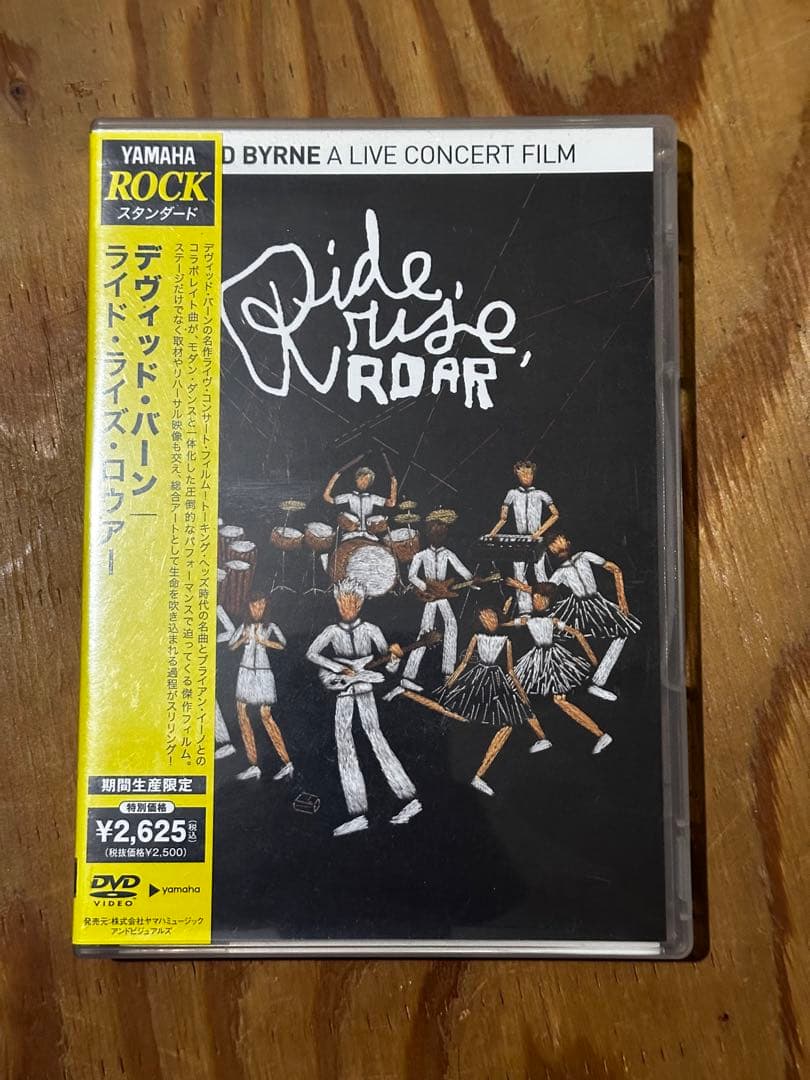 YAMAHA
ROCK
スタンダード
D BYRNE A LIVE CONCERT FILM
Ride,
rise,
ROAR
デヴィッド・バーン
ライド・ライズ・ロゥアー
デヴィッド・バーンの名作ライヴ・コンサート・フィルム―トーキング・ヘッズ時代の名曲とブライアン・イーノとの
コラボレイト曲が、モダン・ダンスと一体化した圧倒的なパフォーマンスで迫ってくる傑作フィルム。
ステージだけでなく取材やリハーサル映像も交え、総合アートとして生命を吹き込まれる過程がスリリング!
期間生産限定
特別価格
¥2,625(税込)
(税抜価格¥2,500)
DVD
VIDEO
yamaha
発売元:株式会社ヤマハミュージック
アンドビジュアルズ